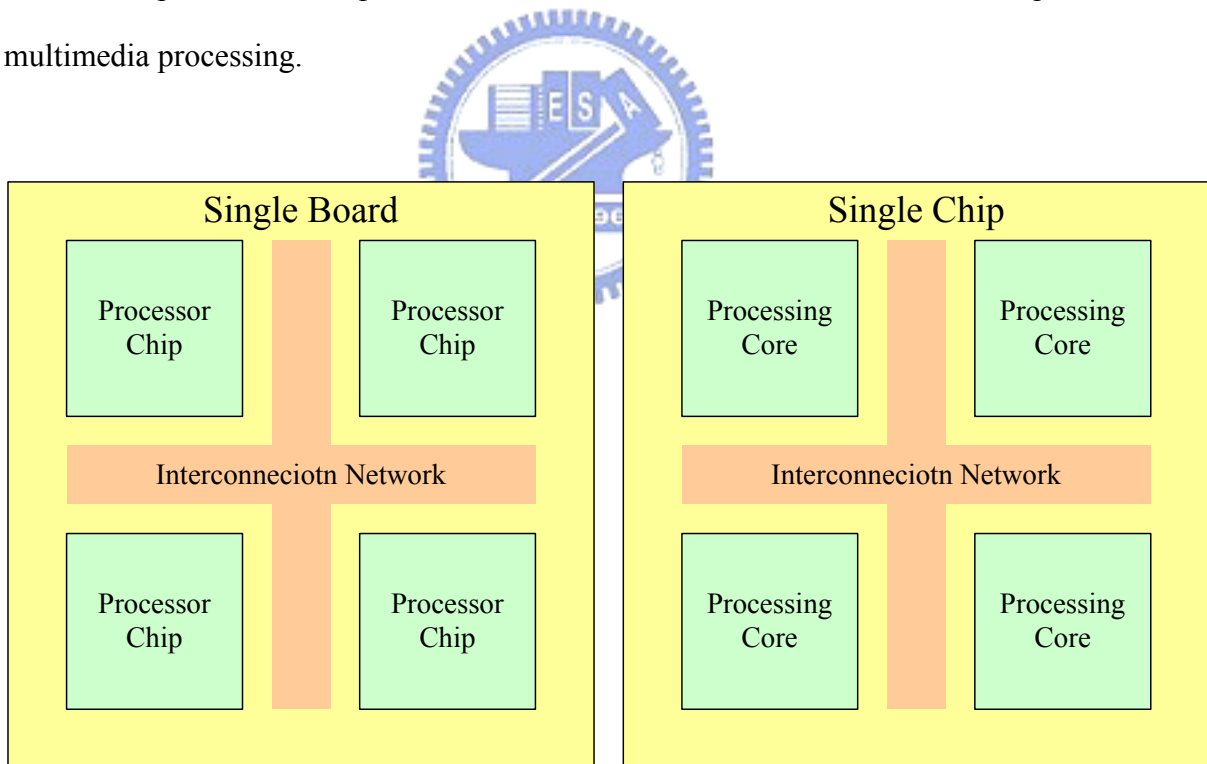 multimedia processing.
E S A
Single Board
Processor
Chip
Processor
Chip
Interconneciotn Network
Processor
Chip
Processor
Chip
Single Chip
Processing
Core
Processing
Core
Interconneciotn Network
Processing
Core
Processing
Core